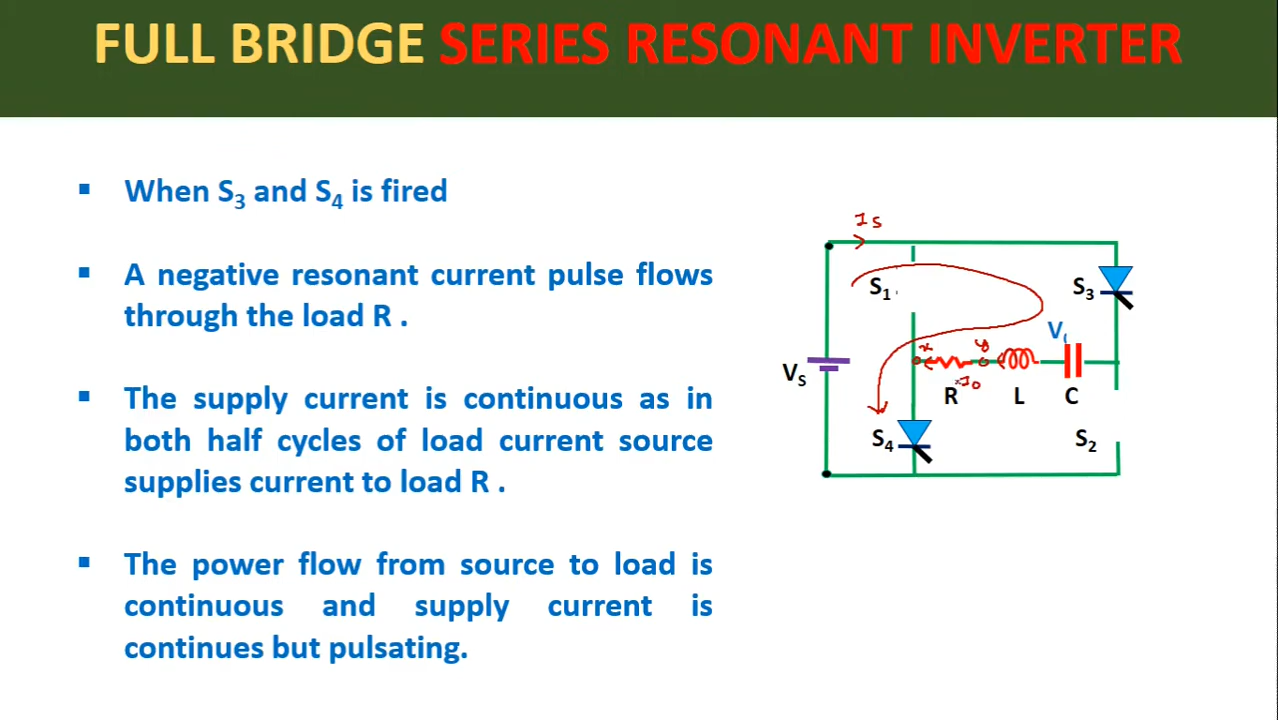 FULL BRIDGE SERIES RESONANT INVERTER
▪ When S₃ and S₄ is fired
▪ A negative resonant current pulse flows
through the load R .
▪ The supply current is continuous as in
both half cycles of load current source
supplies current to load R .
▪ The power flow from source to load is
continuous and supply current is
continues but pulsating.
Is
S₁
S₃
x
y
V
Vₛ
Io
R
L
C
S₄
S₂